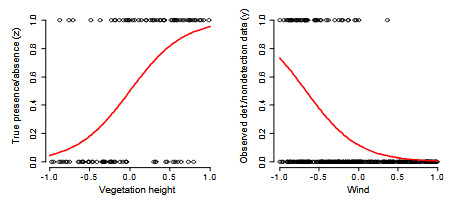 True presence/absence (z)
0.0 0.2 0.4 0.6 0.8 1.0
-1.0 -0.5 0.0 0.5 1.0
Vegetation height
Observed det/nondetection data (y)
0.0 0.2 0.4 0.6 0.8 1.0
-1.0 -0.5 0.0 0.5 1.0
Wind